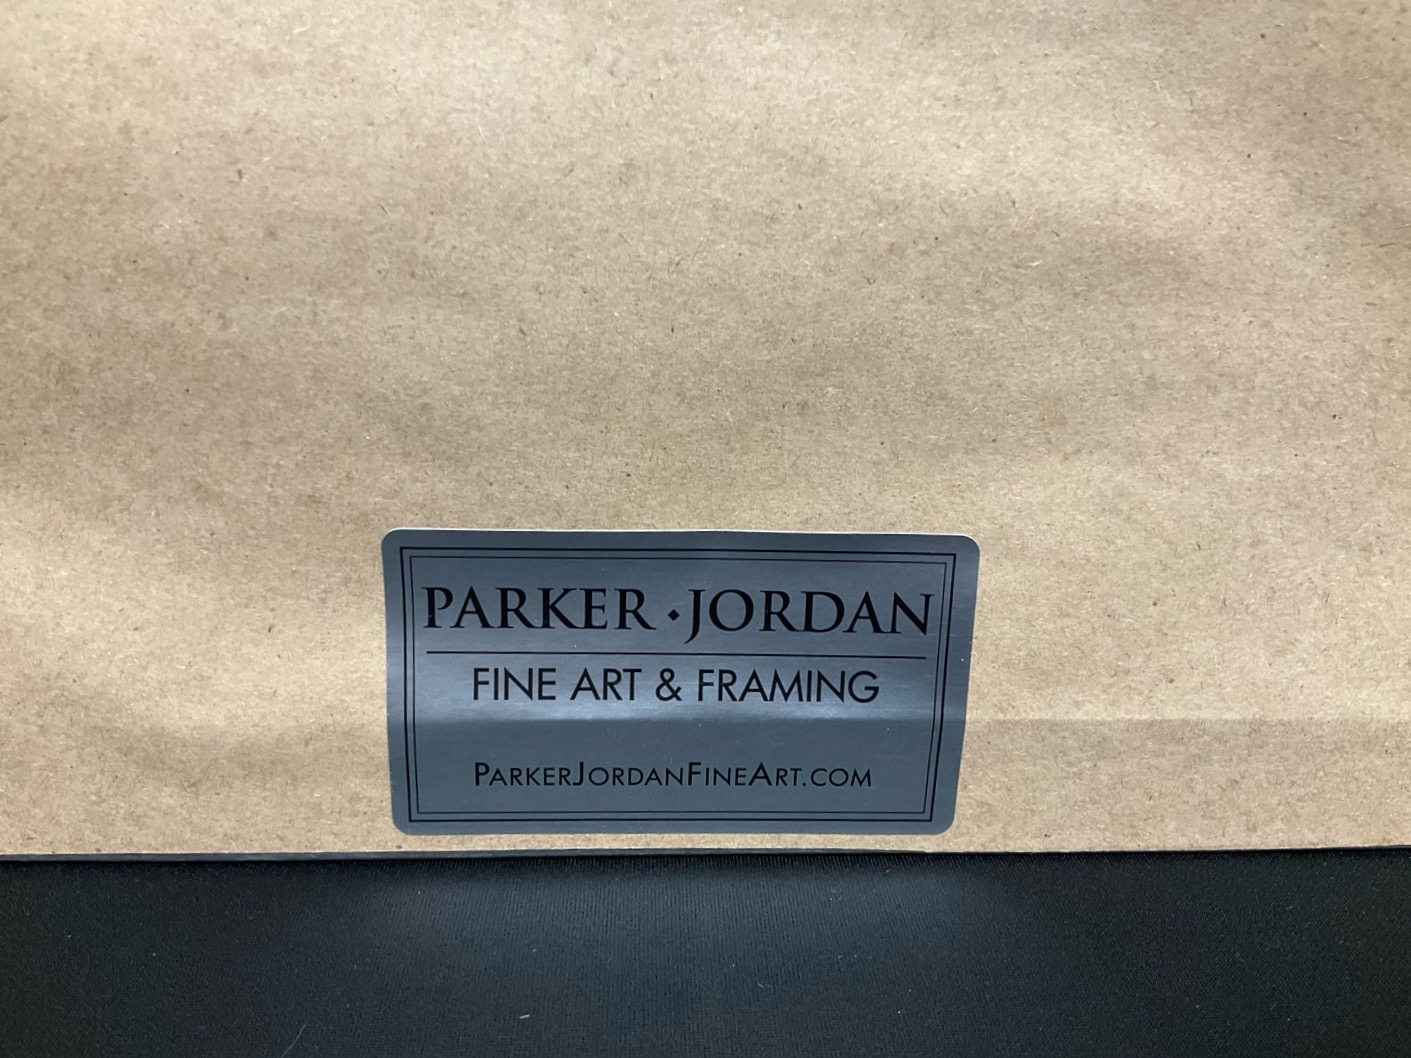 PARKER • JORDAN
FINE ART & FRAMING
PARKERJORDANFINEART.COM